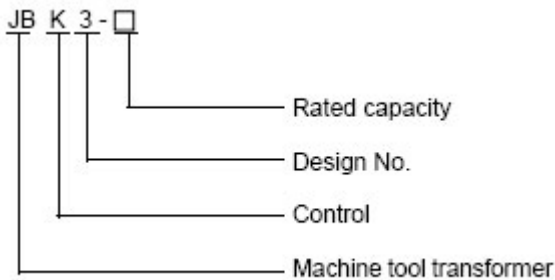 JB K 3 - □
Rated capacity
Design No.
Control
Machine tool transformer